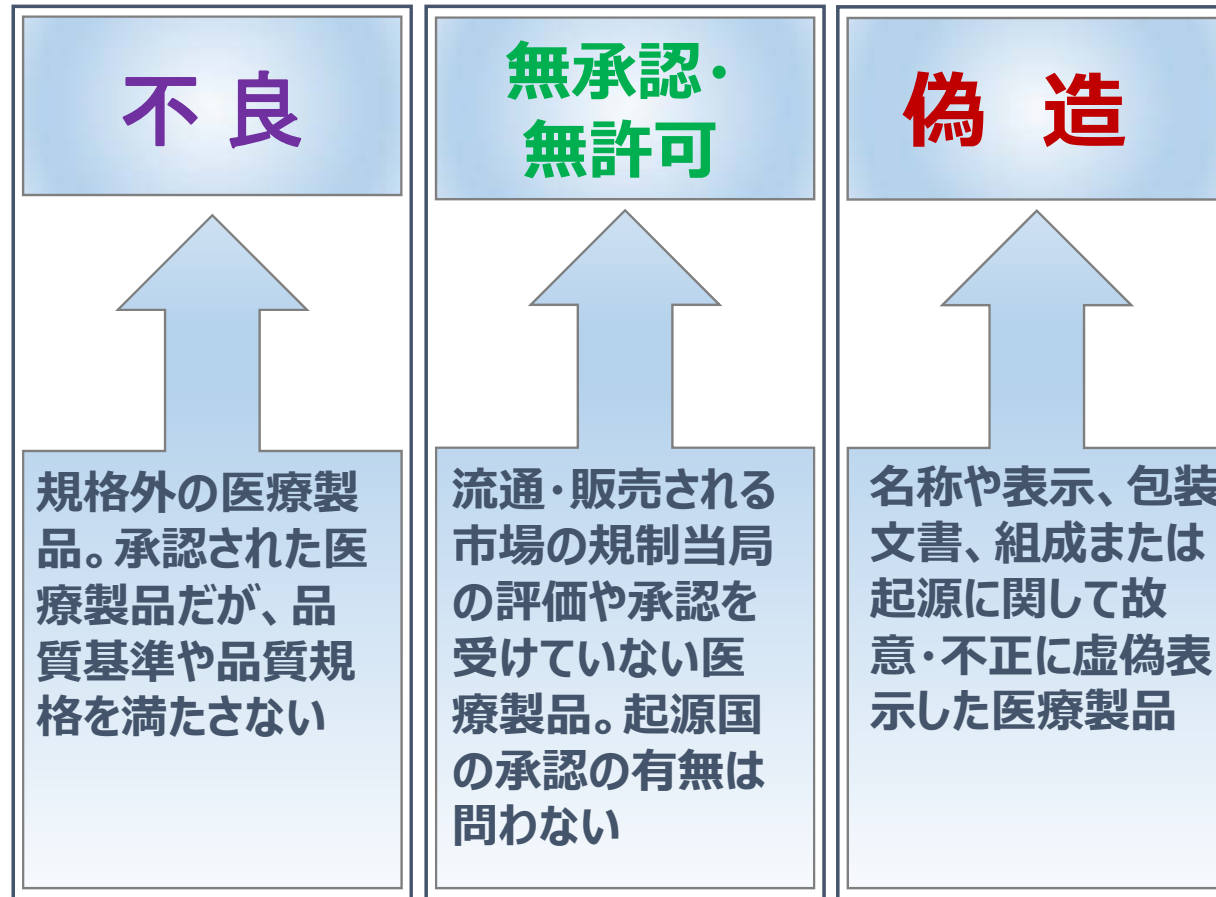 不 良
規格外の医療製
品。承認された医
療製品だが、品
質基準や品質規
格を満たさない
無承認・
無許可
流通・販売される
市場の規制当局
の評価や承認を
受けていない医
療製品。起源国
の承認の有無は
問わない
偽 造
名称や表示、包装
文書、組成または
起源に関して故
意・不正に虚偽表
示した医療製品